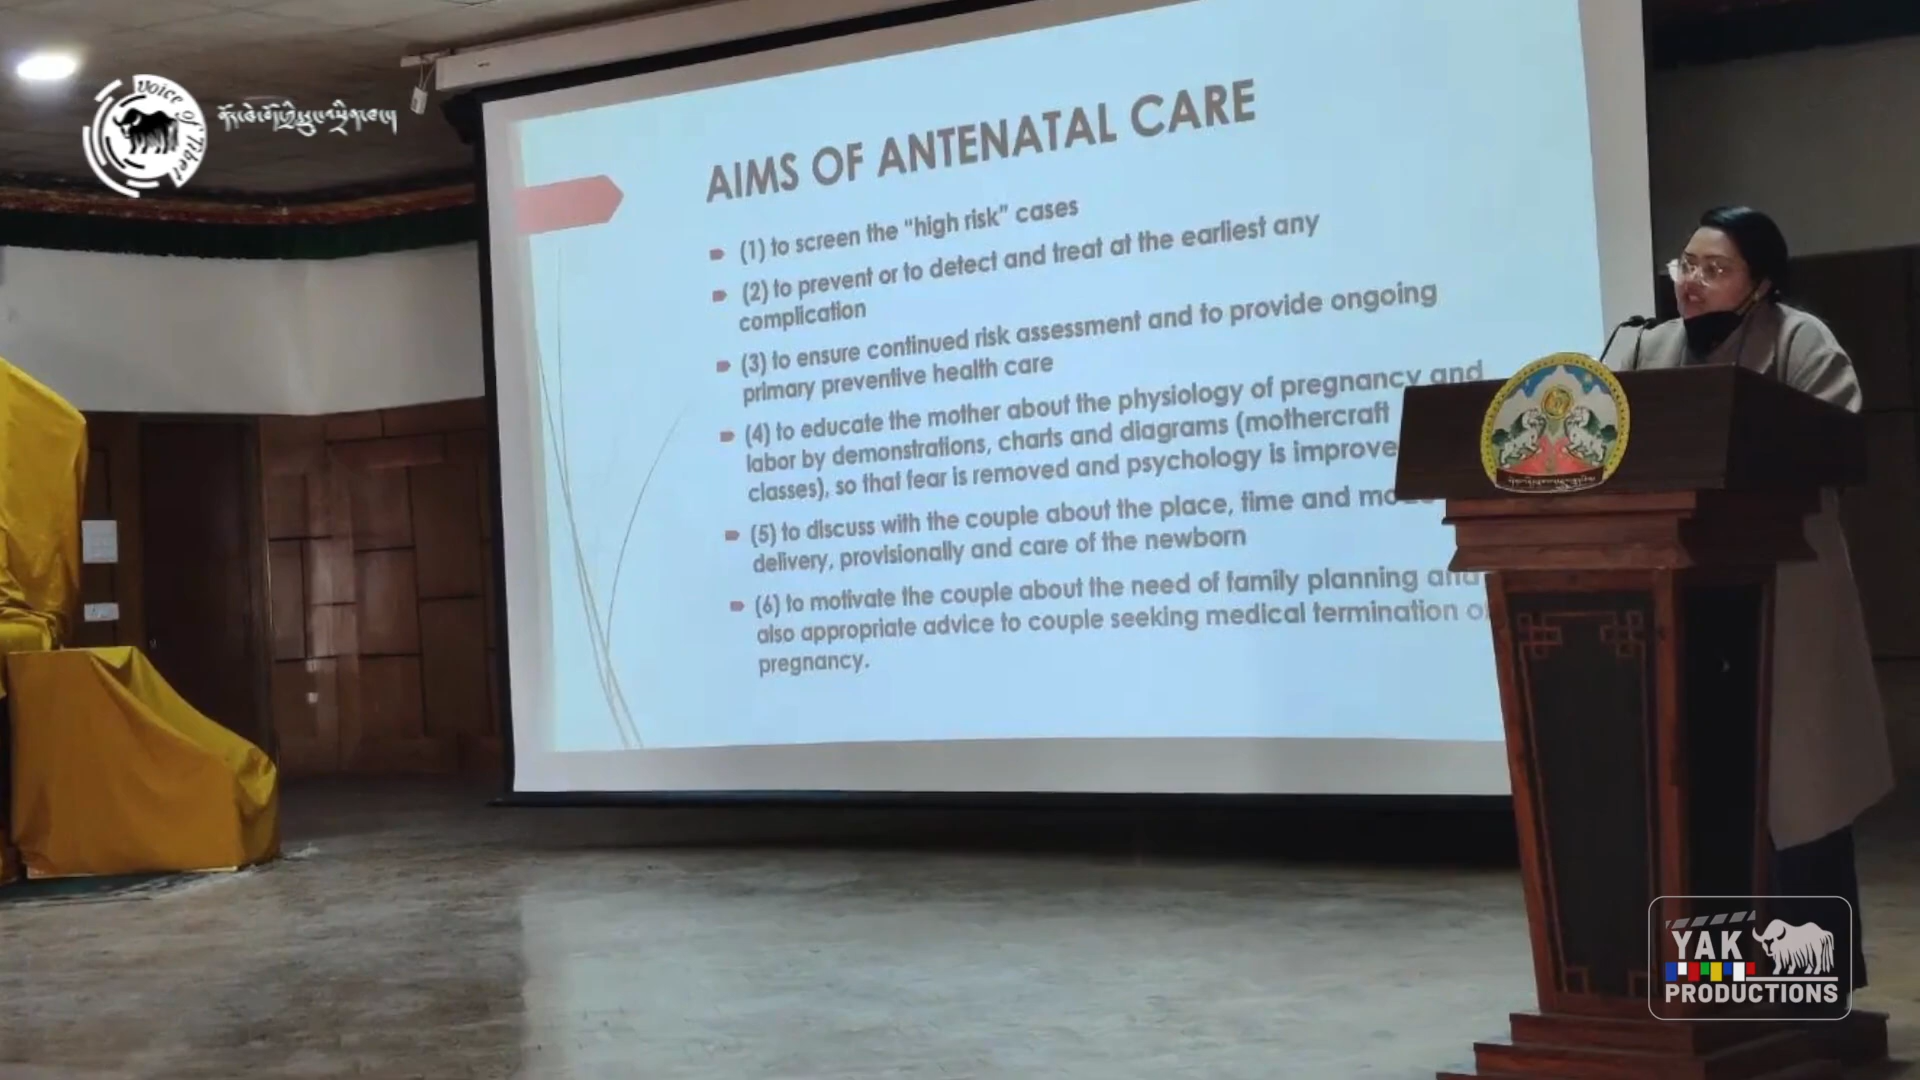 Voice of Tibet
AIMS OF ANTENATAL CARE
(1) to screen the "high risk" cases
(2) to prevent or to detect and treat at the earliest any
complication
(3) to ensure continued risk assessment and to provide ongoing
primary preventive health care
(4) to educate the mother about the physiology of pregnancy and
labor by demonstrations, charts and diagrams (mothercraft
classes), so that fear is removed and psychology is improve
(5) to discuss with the couple about the place, time and
delivery, provisionally and care of the newborn
(6) to motivate the couple about the need of family planning and
also appropriate advice to couple seeking medical termination
pregnancy.
YAK
PRODUCTIONS